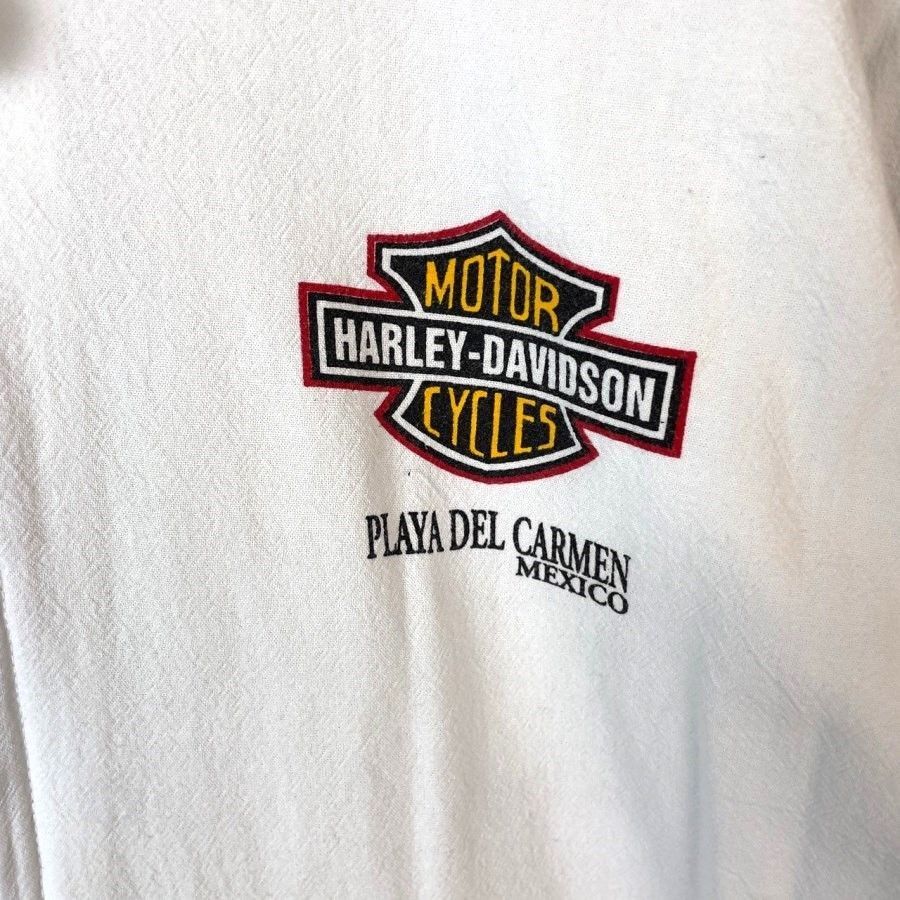 MOTOR
HARLEY-DAVIDSON
CYCLES
PLAYA DEL CARMEN
MEXICO